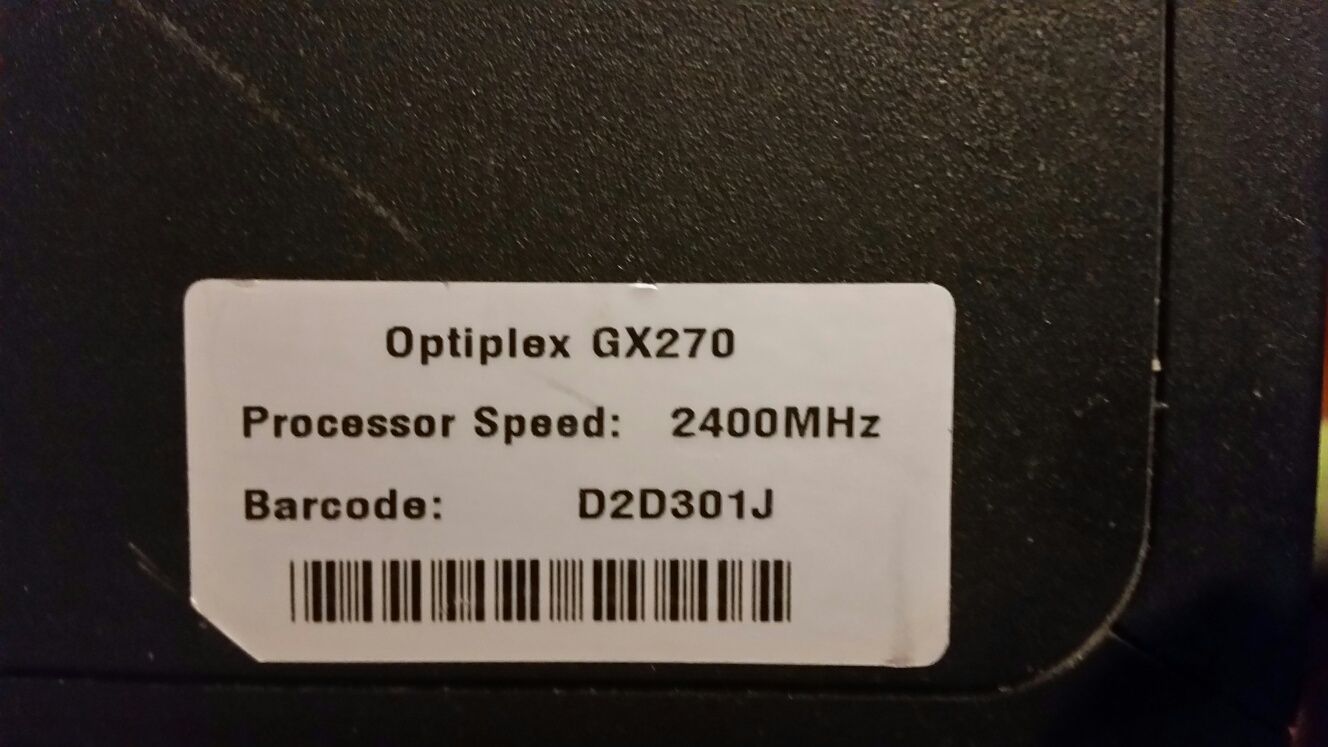 Optiplex GX270
Processor Speed: 2400MHz
Barcode: D2D301J